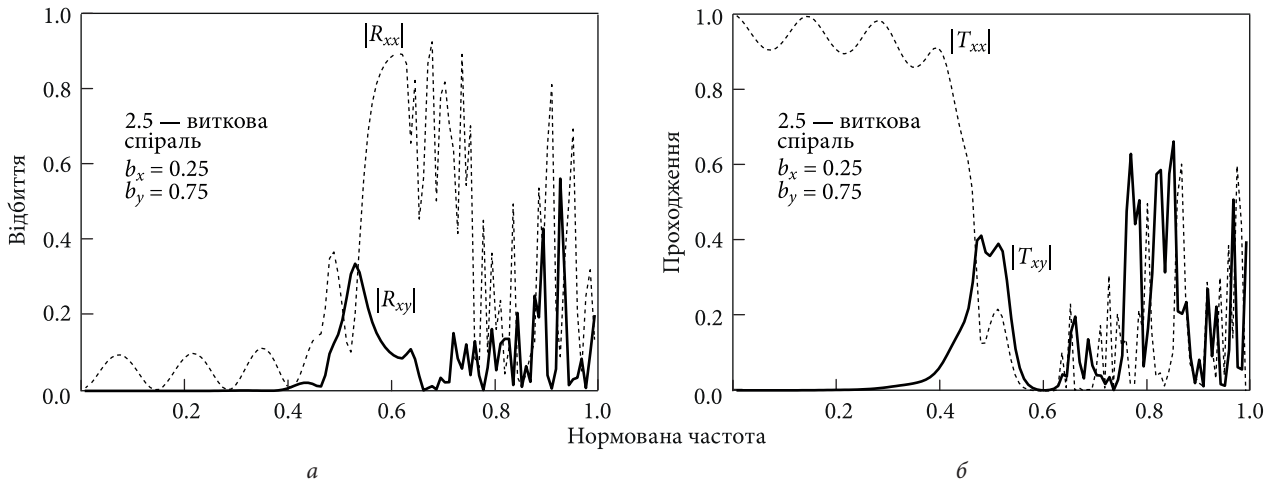 1.0
0.8
0.6
0.4
0.2
0.0
Відбиття
|Rxx|
2.5 — виткова
спіраль
bx = 0.25
by = 0.75
|Rxy|
0.2 0.4 0.6 0.8 1.0
а
1.0
0.8
0.6
0.4
0.2
0.0
Проходження
|Txx|
2.5 — виткова
спіраль
bx = 0.25
by = 0.75
|Txy|
0.2 0.4 0.6 0.8 1.0
б
Нормована частота